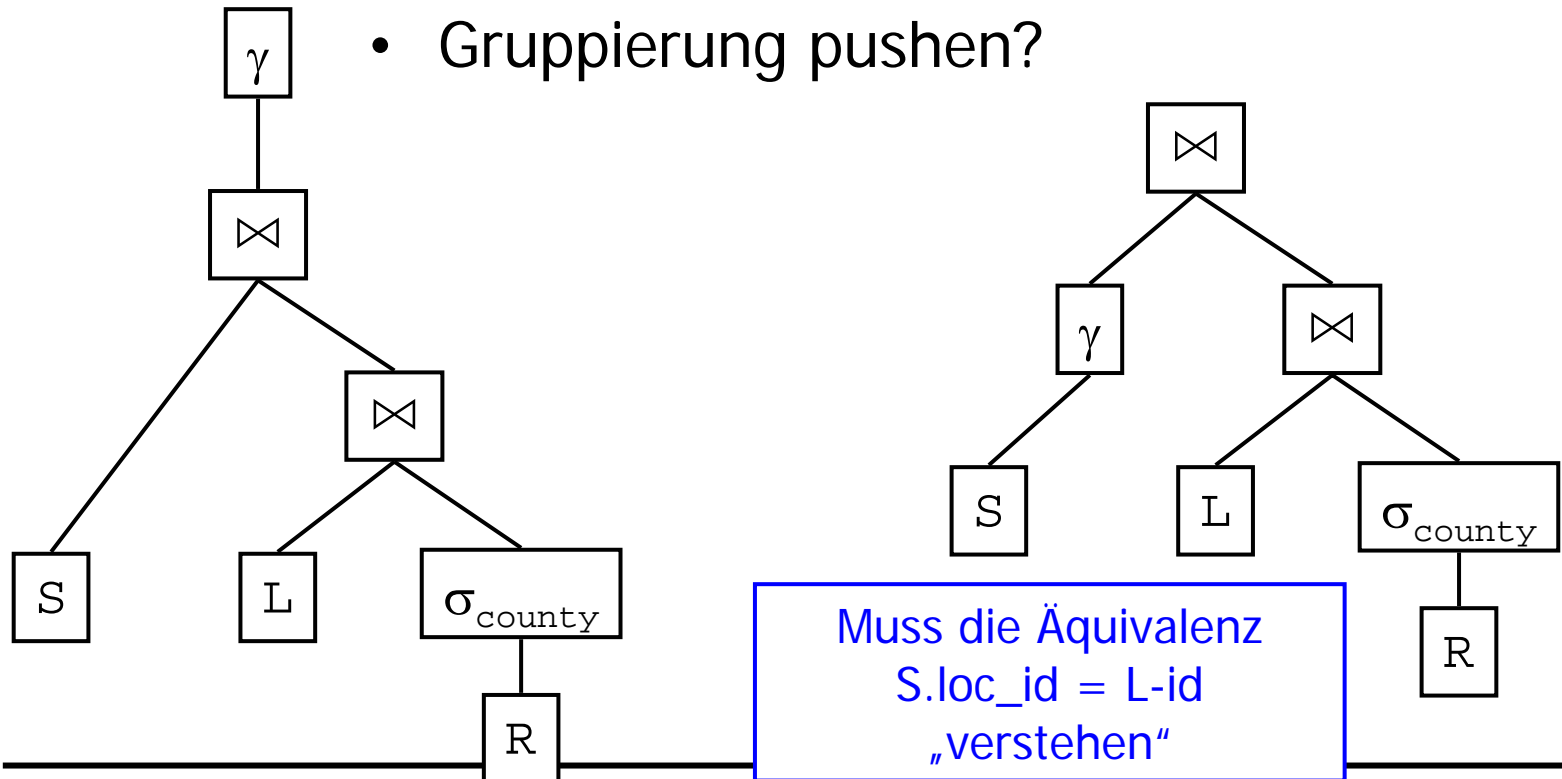 γ
• Gruppierung pushen?
⋈
⋈
S
L
σcounty
R
⋈
γ
⋈
S
L
σcounty
R
Muss die Äquivalenz
S.loc_id = L-id
„verstehen“